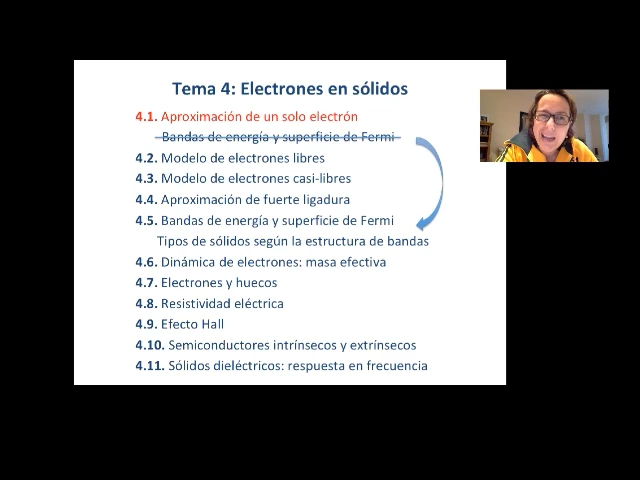 Tema 4: Electrones en sólidos
4.1. Aproximación de un solo electrón
Bandas de energía y superficie de Fermi
4.2. Modelo de electrones libres
4.3. Modelo de electrones casi-libres
4.4. Aproximación de fuerte ligadura
4.5. Bandas de energía y superficie de Fermi
Tipos de sólidos según la estructura de bandas
4.6. Dinámica de electrones: masa efectiva
4.7. Electrones y huecos
4.8. Resistividad eléctrica
4.9. Efecto Hall
4.10. Semiconductores intrínsecos y extrínsecos
4.11. Sólidos dieléctricos: respuesta en frecuencia